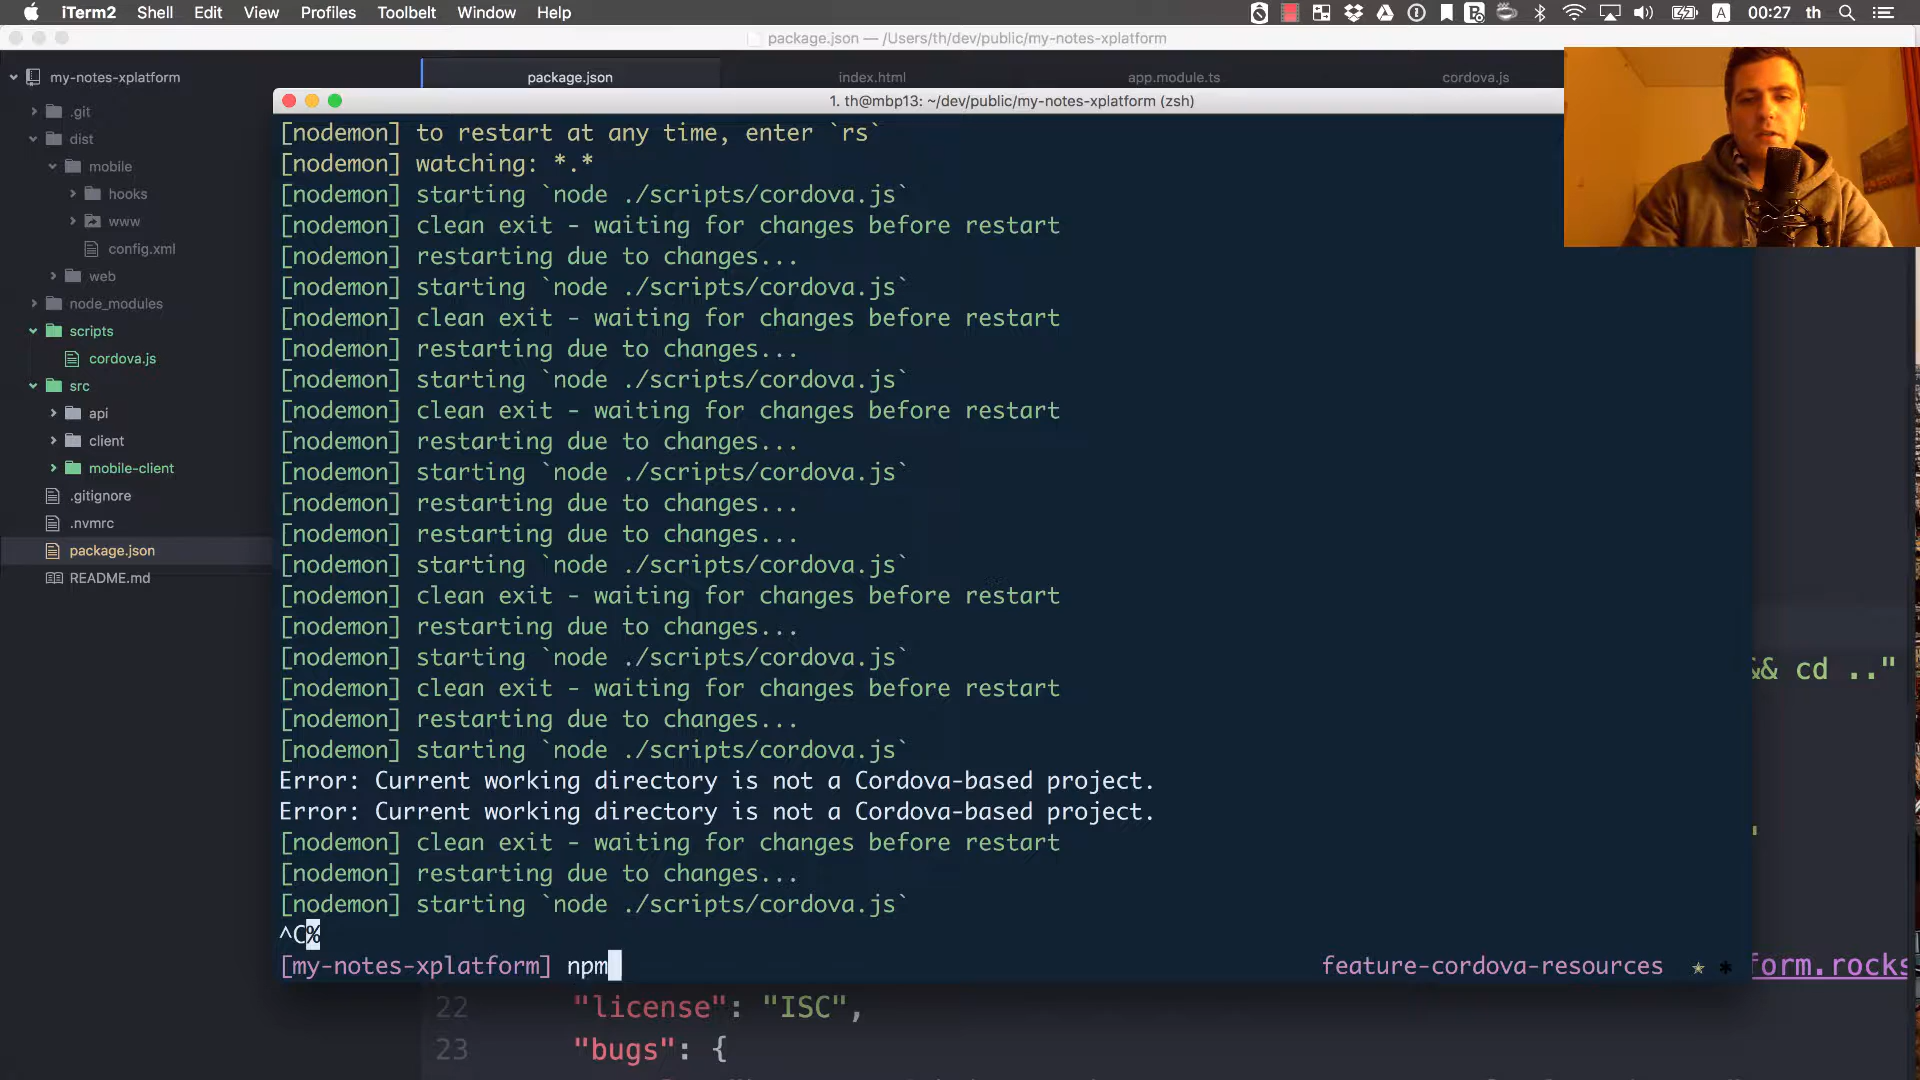 iTerm2 Shell Edit View Profiles Toolbelt Window Help 00:27 th
package.json — /Users/th/dev/public/my-notes-xplatform
my-notes-xplatform
package.json index.html app.module.ts cordova.js
.git
dist
mobile
hooks
www
config.xml
web
node_modules
scripts
cordova.js
src
api
client
mobile-client
.gitignore
.nvmrc
package.json
README.md
1. th@mbp13: ~/dev/public/my-notes-xplatform (zsh)
[nodemon] to restart at any time, enter `rs`
[nodemon] watching: *.*
[nodemon] starting `node ./scripts/cordova.js`
[nodemon] clean exit - waiting for changes before restart
[nodemon] restarting due to changes...
[nodemon] starting `node ./scripts/cordova.js`
[nodemon] clean exit - waiting for changes before restart
[nodemon] restarting due to changes...
[nodemon] starting `node ./scripts/cordova.js`
[nodemon] clean exit - waiting for changes before restart
[nodemon] restarting due to changes...
[nodemon] starting `node ./scripts/cordova.js`
[nodemon] restarting due to changes...
[nodemon] restarting due to changes...
[nodemon] starting `node ./scripts/cordova.js`
[nodemon] clean exit - waiting for changes before restart
[nodemon] restarting due to changes...
[nodemon] starting `node ./scripts/cordova.js`
[nodemon] clean exit - waiting for changes before restart
[nodemon] restarting due to changes...
[nodemon] starting `node ./scripts/cordova.js`
Error: Current working directory is not a Cordova-based project.
Error: Current working directory is not a Cordova-based project.
[nodemon] clean exit - waiting for changes before restart
[nodemon] restarting due to changes...
[nodemon] starting `node ./scripts/cordova.js`
^C%
[my-notes-xplatform] npm feature-cordova-resources ★ *
&& cd .."
"
form.rocks
22 "license": "ISC",
23 "bugs": {